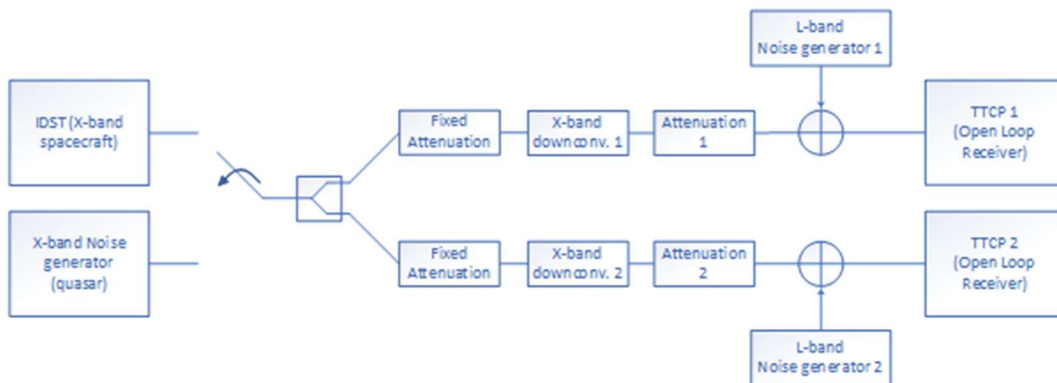 L-band
Noise generator 1
IDST (X-band
spacecraft)
Fixed
Attenuation
X-band
downconv. 1
Attenuation
1
TTCP 1
(Open Loop
Receiver)
X-band Noise
generator
(quasar)
Fixed
Attenuation
X-band
downconv. 2
Attenuation
2
TTCP 2
(Open Loop
Receiver)
L-band
Noise generator 2